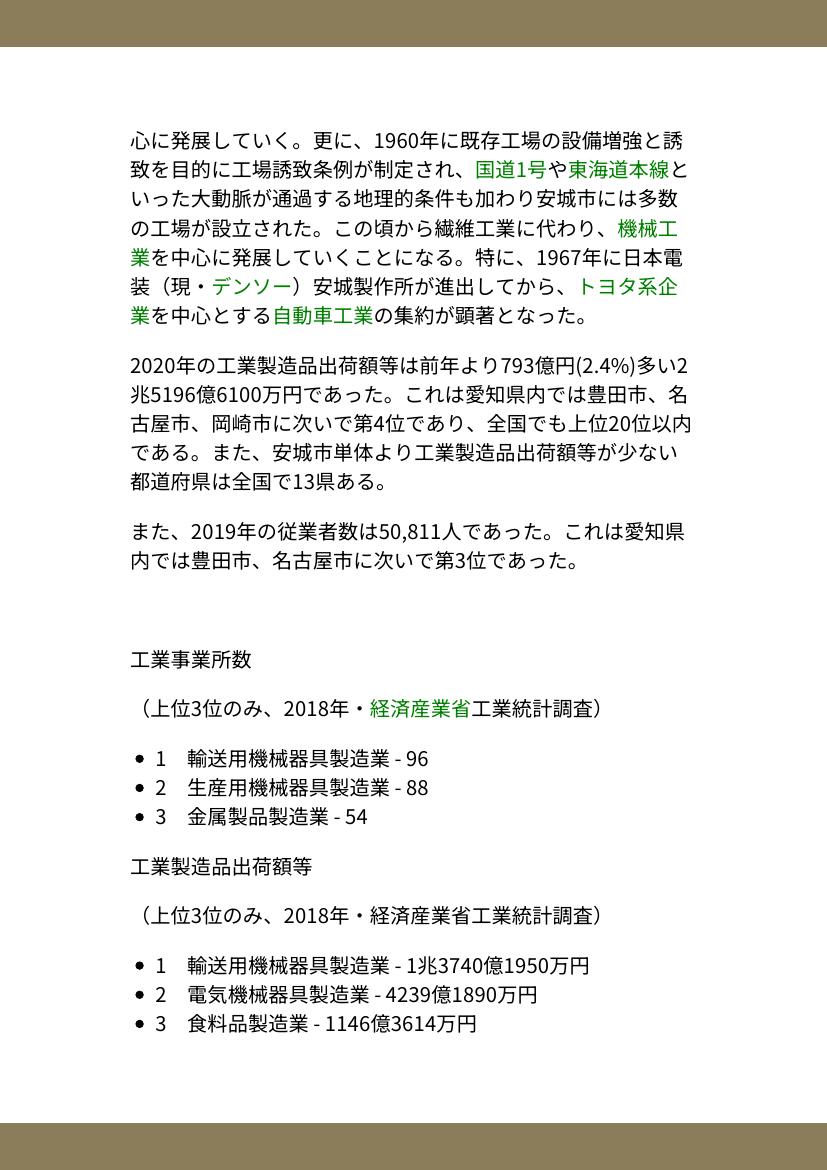 心に発展していく。更に、1960年に既存工場の設備増強と誘
致を目的に工場誘致条例が制定され、国道1号や東海道本線と
いった大動脈が通過する地理的条件も加わり安城市には多数
の工場が設立された。この頃から繊維工業に代わり、機械工
業を中心に発展していくことになる。特に、1967年に日本電
装（現・デンソー）安城製作所が進出してから、トヨタ系企
業を中心とする自動車工業の集約が顕著となった。
2020年の工業製造品出荷額等は前年より793億円(2.4%)多い2
兆5196億6100万円であった。これは愛知県内では豊田市、名
古屋市、岡崎市に次いで第4位であり、全国でも上位20位以内
である。また、安城市単体より工業製造品出荷額等が少ない
都道府県は全国で13県ある。
また、2019年の従業者数は50,811人であった。これは愛知県
内では豊田市、名古屋市に次いで第3位であった。
工業事業所数
（上位3位のみ、2018年・経済産業省工業統計調査）
• 1　輸送用機械器具製造業 - 96
• 2　生産用機械器具製造業 - 88
• 3　金属製品製造業 - 54
工業製造品出荷額等
（上位3位のみ、2018年・経済産業省工業統計調査）
• 1　輸送用機械器具製造業 - 1兆3740億1950万円
• 2　電気機械器具製造業 - 4239億1890万円
• 3　食料品製造業 - 1146億3614万円